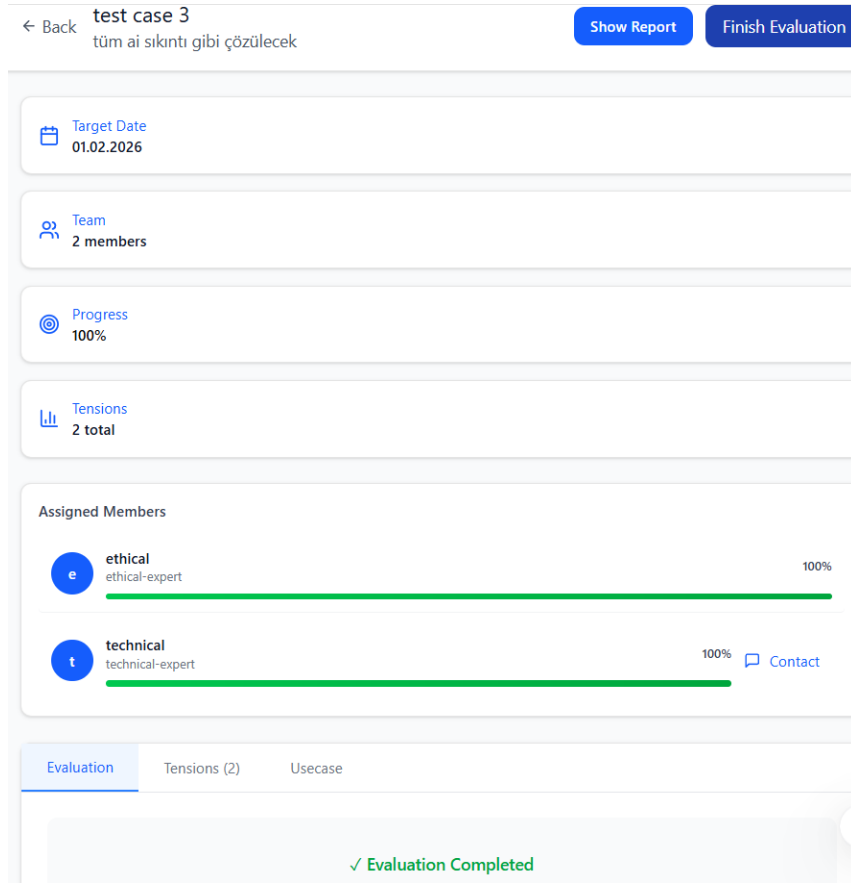 ← Back
test case 3
tüm ai sıkıntı gibi çözülecek
Show Report
Finish Evaluation
Target Date
01.02.2026
Team
2 members
Progress
100%
Tensions
2 total
Assigned Members
e
ethical
ethical-expert
100%
t
technical
technical-expert
100%
Contact
Evaluation
Tensions (2)
Usecase
✓ Evaluation Completed